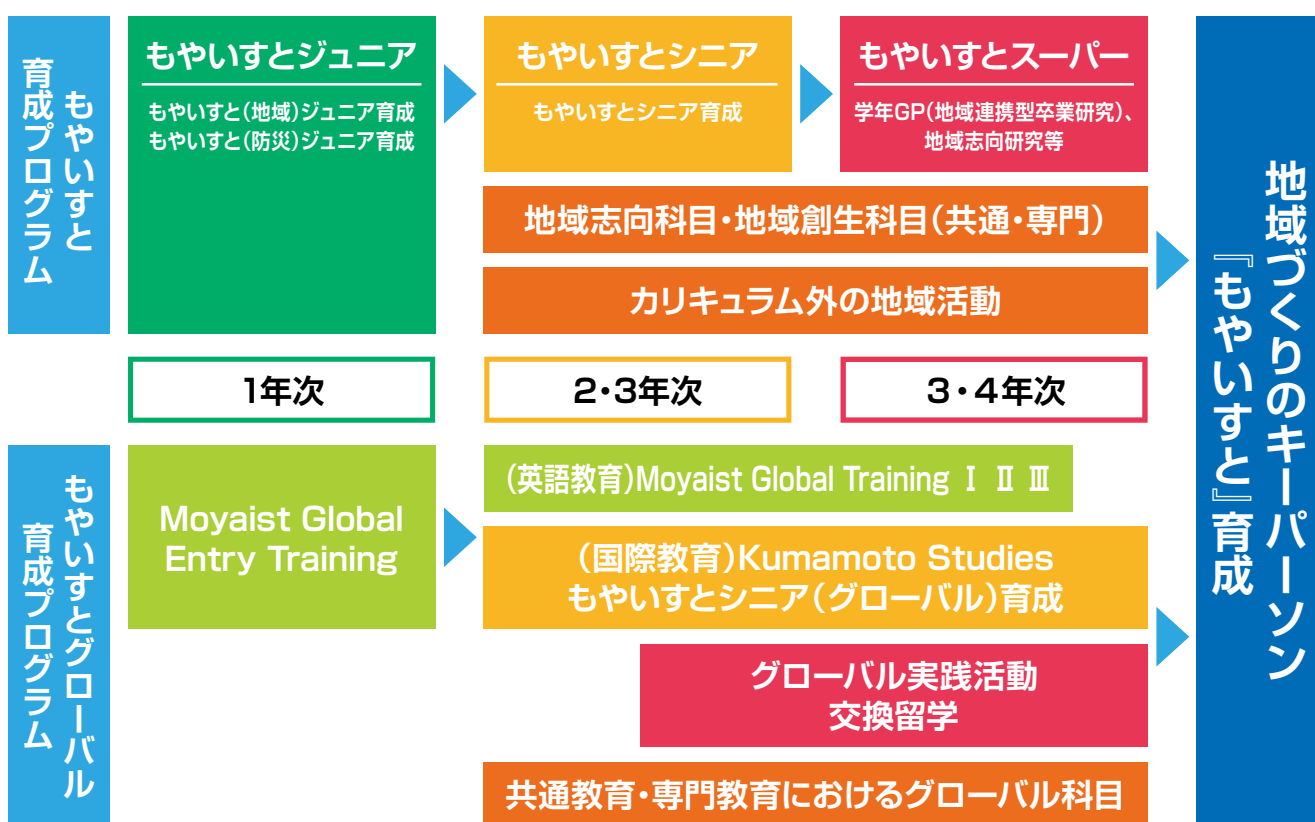 もやいすと
育成プログラム
もやいすとジュニア
もやいすと(地域)ジュニア育成
もやいすと(防災)ジュニア育成
もやいすとシニア
もやいすとシニア育成
もやいすとスーパー
学年GP(地域連携型卒業研究)、
地域志向研究等
地域志向科目・地域創生科目(共通・専門)
カリキュラム外の地域活動
1年次
2・3年次
3・4年次
もやいすとグローバル
育成プログラム
Moyaist Global
Entry Training
(英語教育)Moyaist Global Training Ⅰ Ⅱ Ⅲ
(国際教育)Kumamoto Studies
もやいすとシニア(グローバル)育成
グローバル実践活動
交換留学
共通教育・専門教育におけるグローバル科目
地域づくりのキーパーソン
『もやいすと』育成